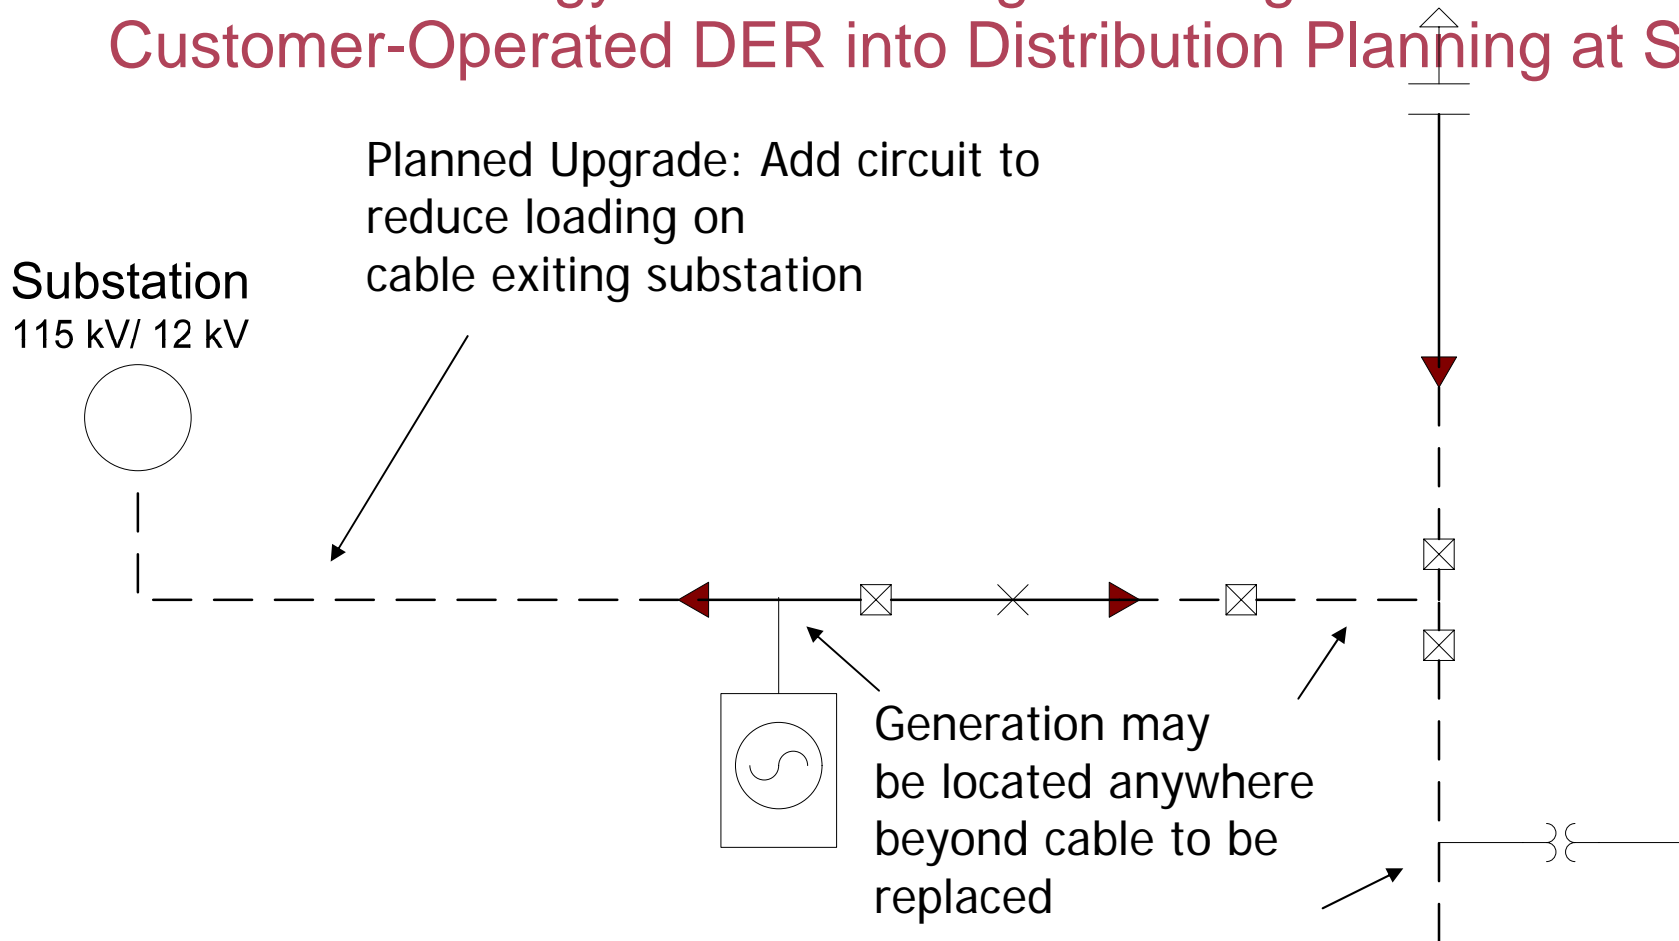 Customer-Operated DER into Distribution Planning at S
Planned Upgrade: Add circuit to
reduce loading on
cable exiting substation
Substation
115 kV/ 12 kV
Generation may
be located anywhere
beyond cable to be
replaced